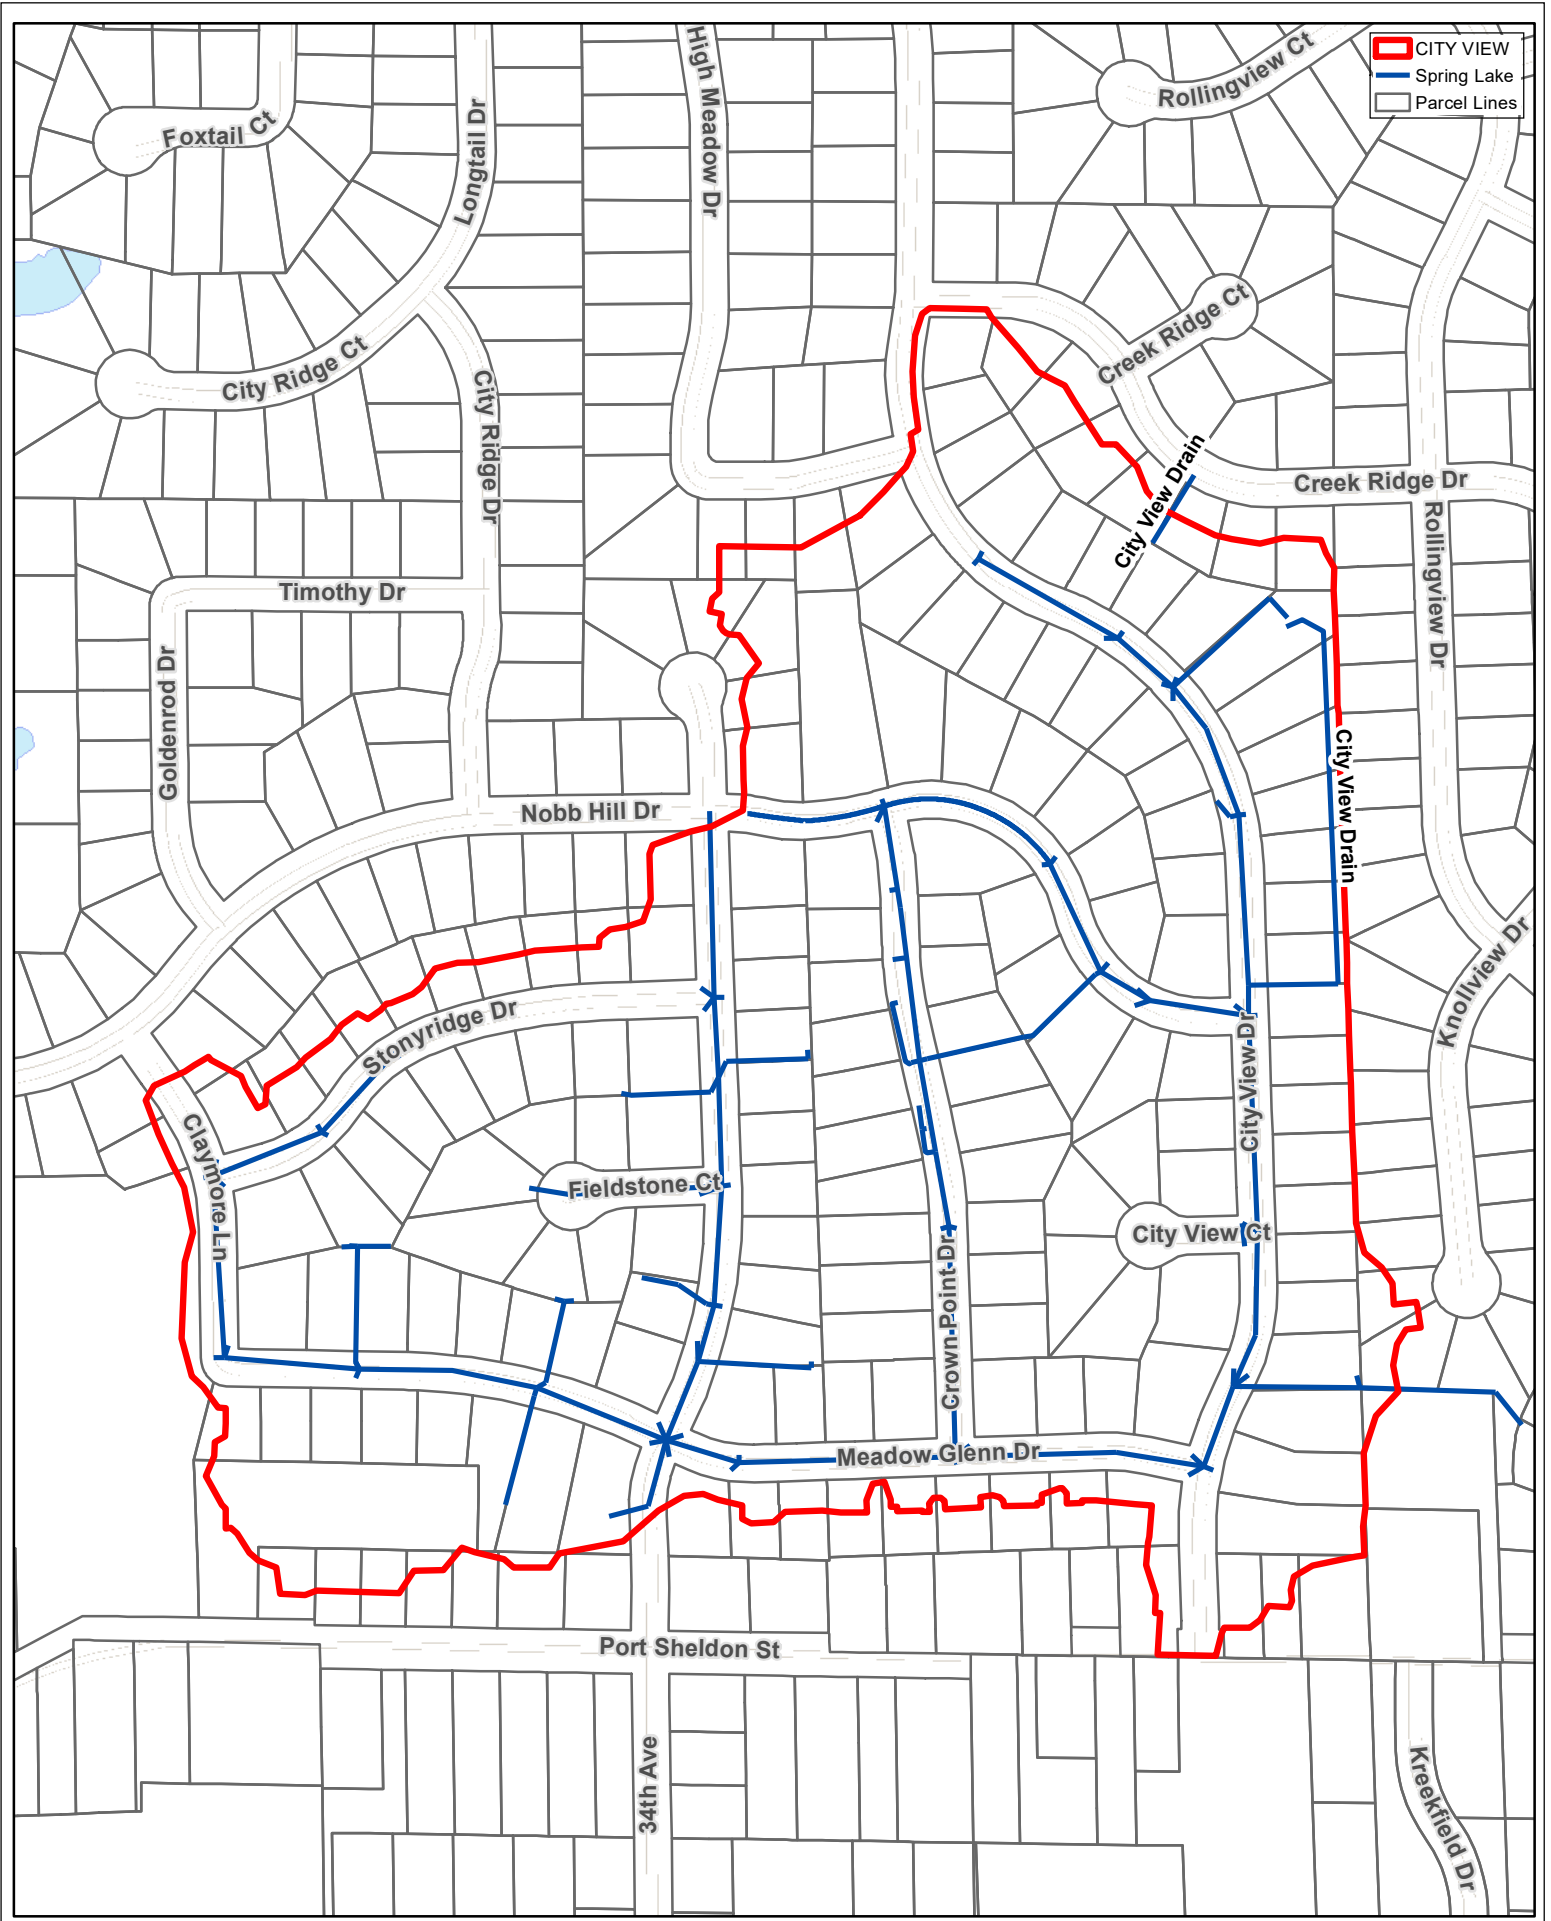 CITY VIEW
Spring Lake
Parcel Lines
Rollingview Ct
High Meadow Dr
Foxtail Ct
Longtail Dr
Creek Ridge Ct
City Ridge Ct
City Ridge Dr
City View Drain
Creek Ridge Dr
Rollingview Dr
Timothy Dr
Goldenrod Dr
Nobb Hill Dr
City View Drain
Knollview Dr
Stonyridge Dr
City View Dr
Claymore Ln
Fieldstone Ct
City View Ct
Crown Point Dr
Meadow Glenn Dr
Port Sheldon St
34th Ave
Kreekfield Dr